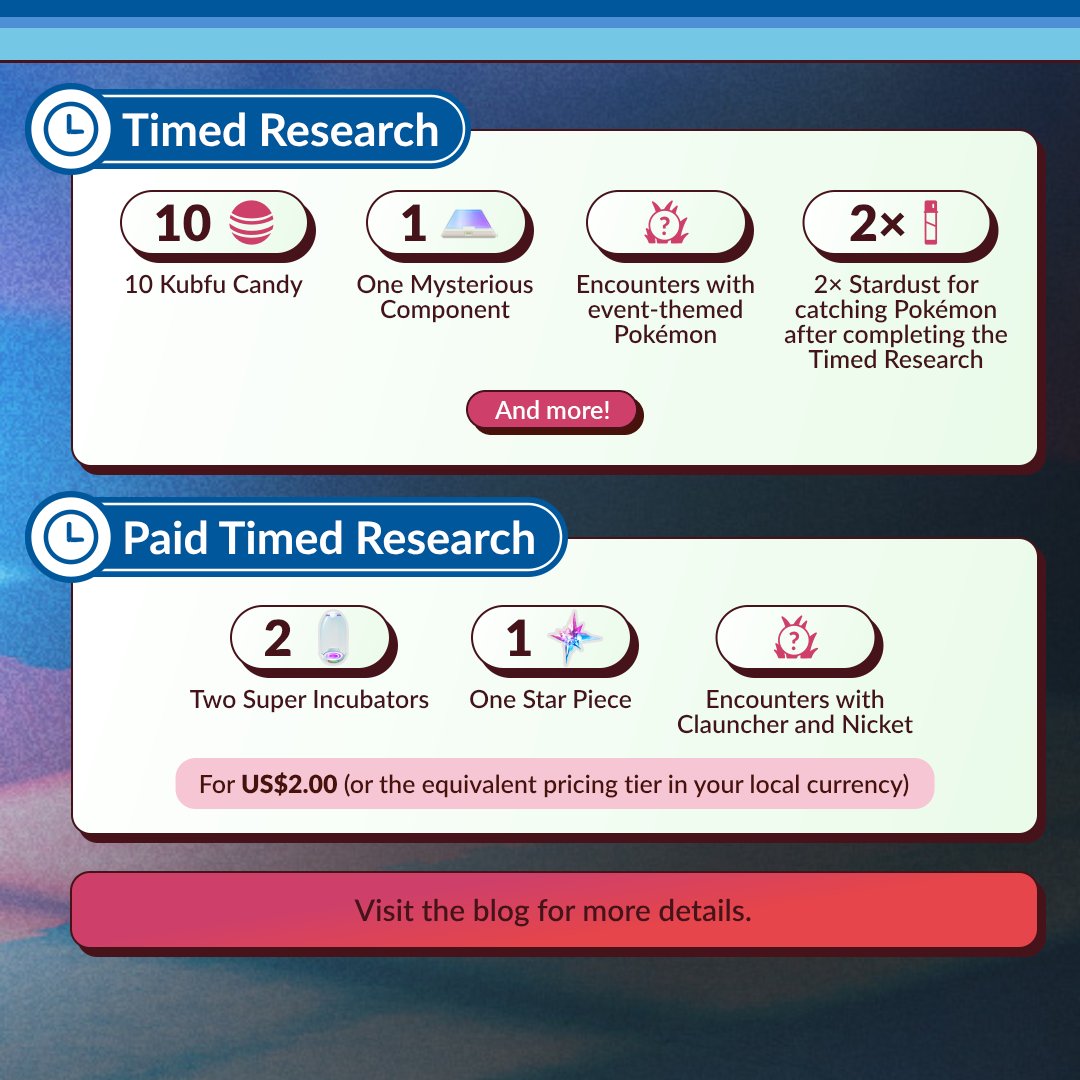 Timed Research
10
1
?
2×
10 Kubfu Candy
One Mysterious
Component
Encounters with
event-themed
Pokémon
2× Stardust for
catching Pokémon
after completing the
Timed Research
And more!
Paid Timed Research
2
1
?
Two Super Incubators
One Star Piece
Encounters with
Clauncher and Nicket
For US$2.00 (or the equivalent pricing tier in your local currency)
Visit the blog for more details.